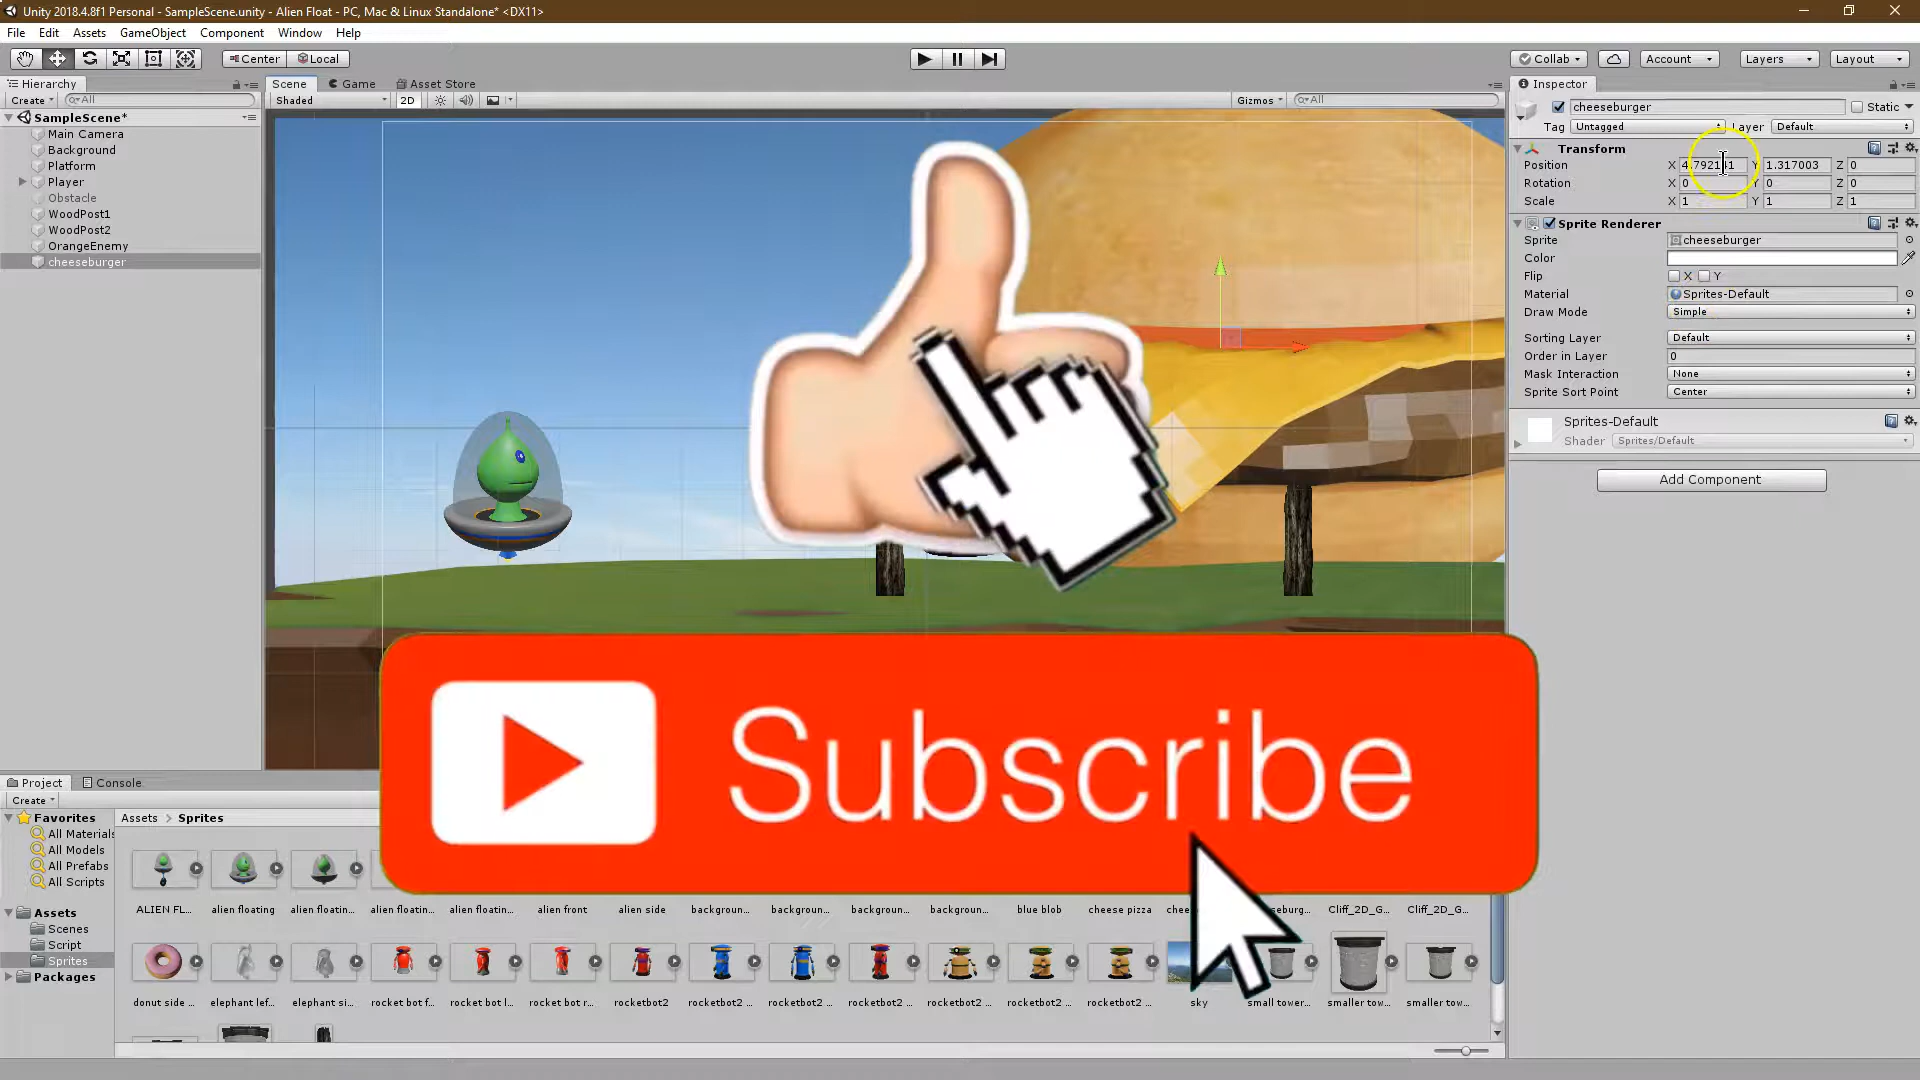 Unity 2018.4.8f1 Personal - SampleScene.unity - Alien Float - PC, Mac & Linux Standalone* <DX11>
File Edit Assets GameObject Component Window Help
Center Local Collab Account Layers Layout
Hierarchy Scene Game Asset Store Inspector
Create All Shaded 2D Gizmos All
cheeseburger Static
Tag Untagged Layer Default
SampleScene*
Main Camera
Background
Platform
Player
Obstacle
WoodPost1
WoodPost2
OrangeEnemy
cheeseburger
Transform
Position X Y 1.317003 Z 0
Rotation X 0 Y 0 Z 0
Scale X 1 Y 1 Z 1
Sprite Renderer
Sprite cheeseburger
Color
Flip X Y
Material Sprites-Default
Draw Mode Simple
Sorting Layer Default
Order in Layer 0
Mask Interaction None
Sprite Sort Point Center
Sprites-Default
Shader Sprites/Default
Add Component
Subscribe
Project Console
Create
Favorites
All Materials
All Models
All Prefabs
All Scripts
Assets
Scenes
Script
Sprites
Packages
Assets Sprites
ALIEN FL... alien floating alien floatin... alien floatin... alien floatin... alien front alien side backgroun... backgroun... backgroun... backgroun... blue blob cheese pizza Cliff_2D_G... Cliff_2D_G...
donut side ... elephant lef... elephant si... rocket bot f... rocket bot l... rocket bot r... rocketbot2 rocketbot2 ... rocketbot2 ... rocketbot2 ... rocketbot2 ... rocketbot2 ... rocketbot2 ... sky small tower... smaller tow... smaller tow...